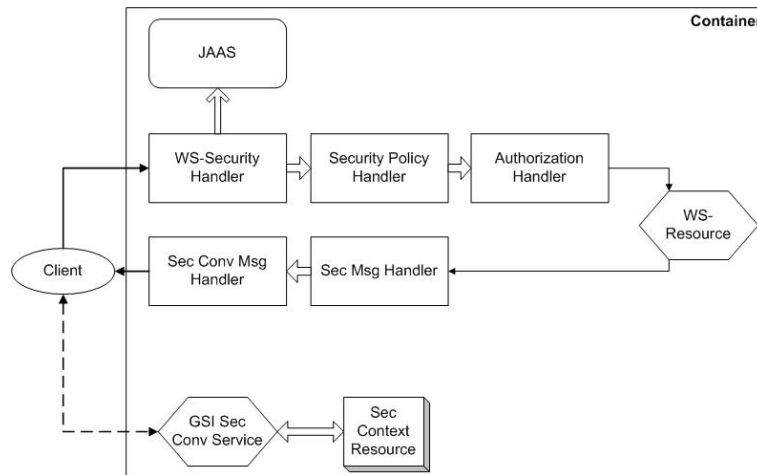 Container
JAAS
WS-Security
Handler
Security Policy
Handler
Authorization
Handler
WS-
Resource
Client
Sec Conv Msg
Handler
Sec Msg Handler
GSI Sec
Conv Service
Sec
Context
Resource